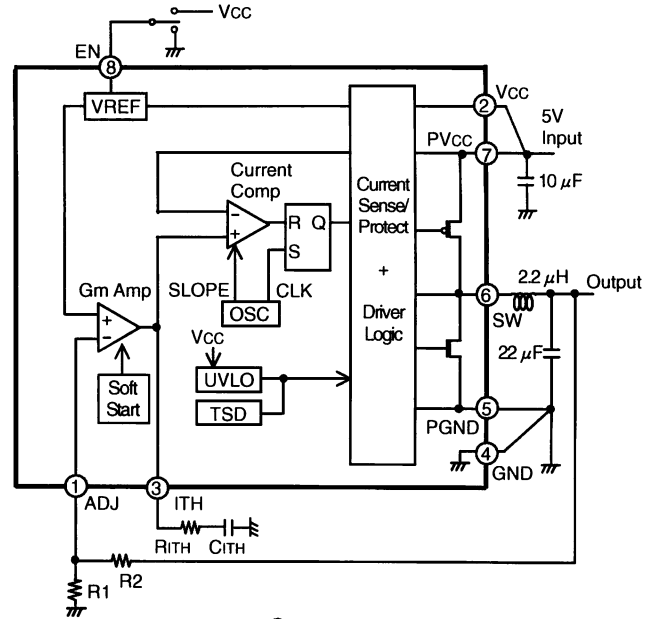 VCC
EN
8
VREF
2
VCC
5V
Input
PVCC
7
10 μF
Current
Comp
Current
Sense/
Protect
+
Driver
Logic
−
+
R Q
S
SLOPE
CLK
OSC
Gm Amp
+
−
Soft
Start
VCC
UVLO
TSD
2.2 μH
Output
6
SW
22 μF
5
PGND
4
GND
1
ADJ
3
ITH
RITH
CITH
R2
R1